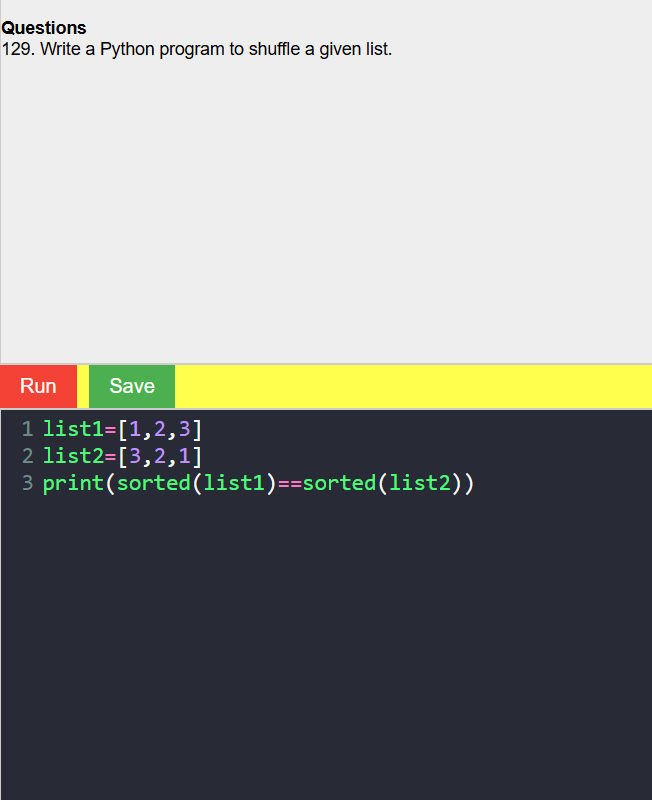 Questions
129. Write a Python program to shuffle a given list.
Run Save
1 list1=[1,2,3]
2 list2=[3,2,1]
3 print(sorted(list1)==sorted(list2))